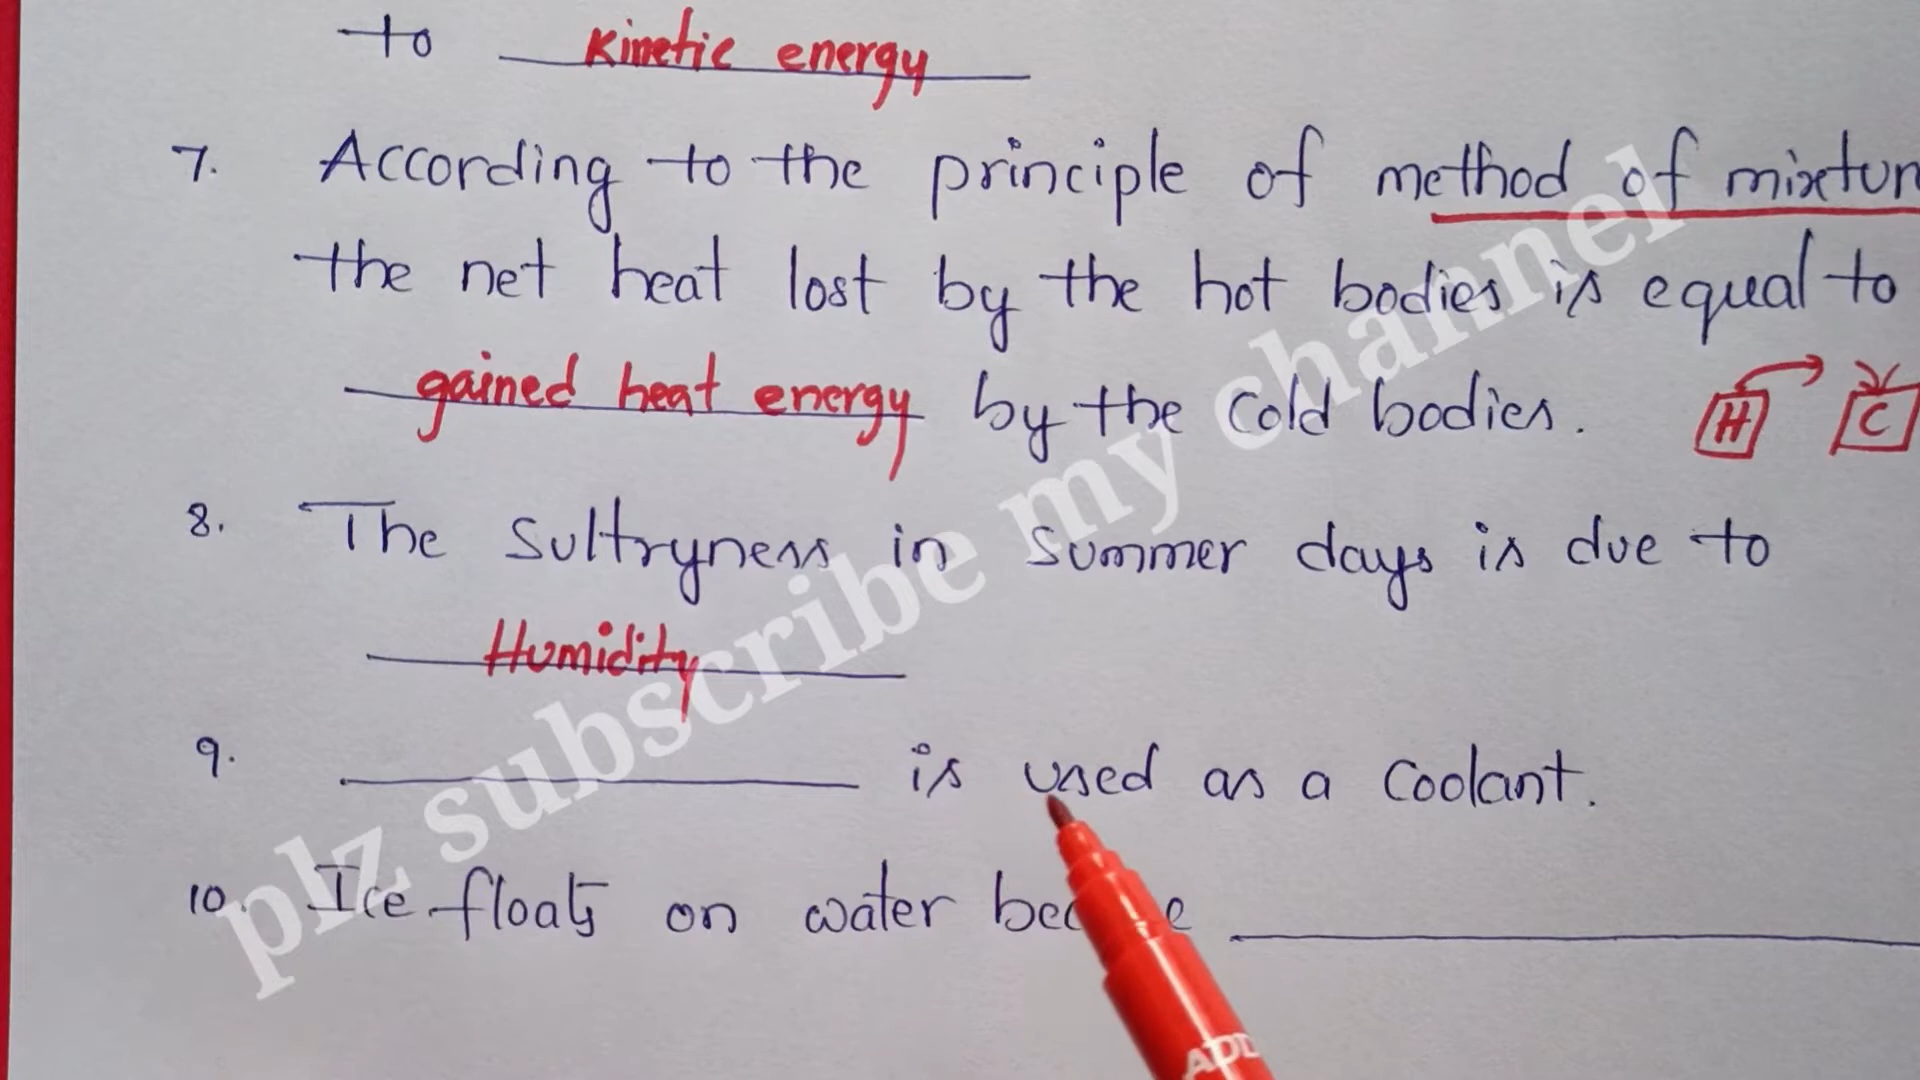 to Kinetic energy
7. According to the principle of method of mixtur
the net heat lost by the hot bodies is equal to
gained heat energy by the cold bodies. H C
8. The Sultryness in summer days is due to
Humidity
9. is used as a coolant.
10. Ice floats on water
plz subscribe my channel
ADD